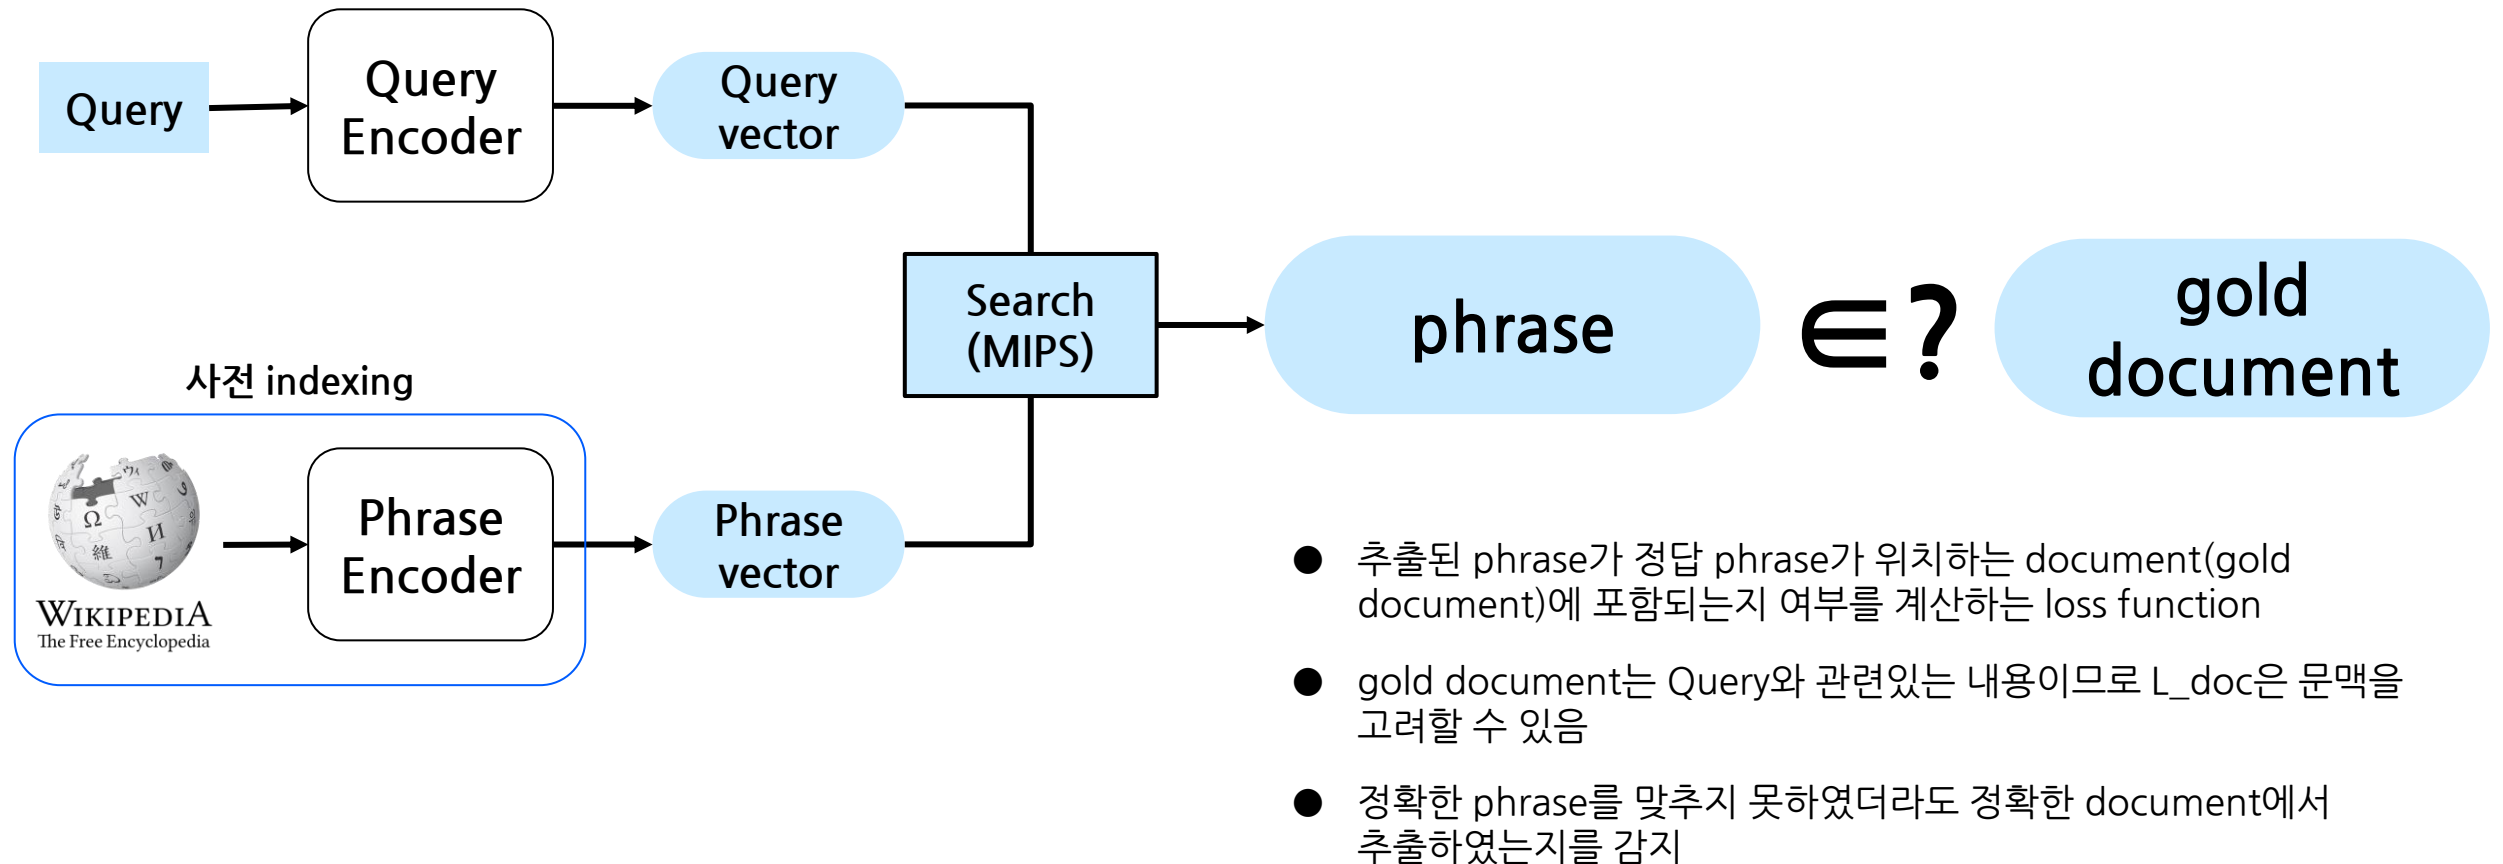 Query
Query
Encoder
Query
vector
Search
(MIPS)
phrase
∈?
gold
document
사전 indexing
WIKIPEDIA
The Free Encyclopedia
Phrase
Encoder
Phrase
vector
● 추출된 phrase가 정답 phrase가 위치하는 document(gold
document)에 포함되는지 여부를 계산하는 loss function
● gold document는 Query와 관련있는 내용이므로 L_doc은 문맥을
고려할 수 있음
● 정확한 phrase를 맞추지 못하였더라도 정확한 document에서
추출하였는지를 감지